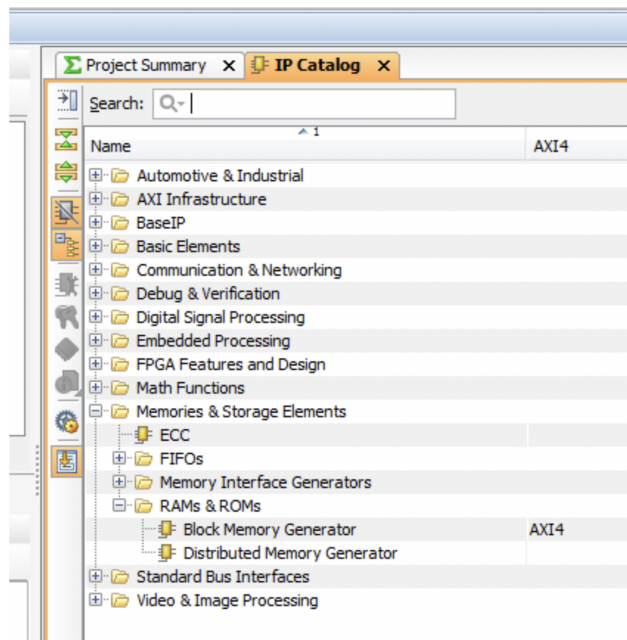 Project Summary X IP Catalog X
Search:
Name 1 AXI4
Automotive & Industrial
AXI Infrastructure
BaseIP
Basic Elements
Communication & Networking
Debug & Verification
Digital Signal Processing
Embedded Processing
FPGA Features and Design
Math Functions
Memories & Storage Elements
ECC
FIFOs
Memory Interface Generators
RAMs & ROMs
Block Memory Generator AXI4
Distributed Memory Generator
Standard Bus Interfaces
Video & Image Processing